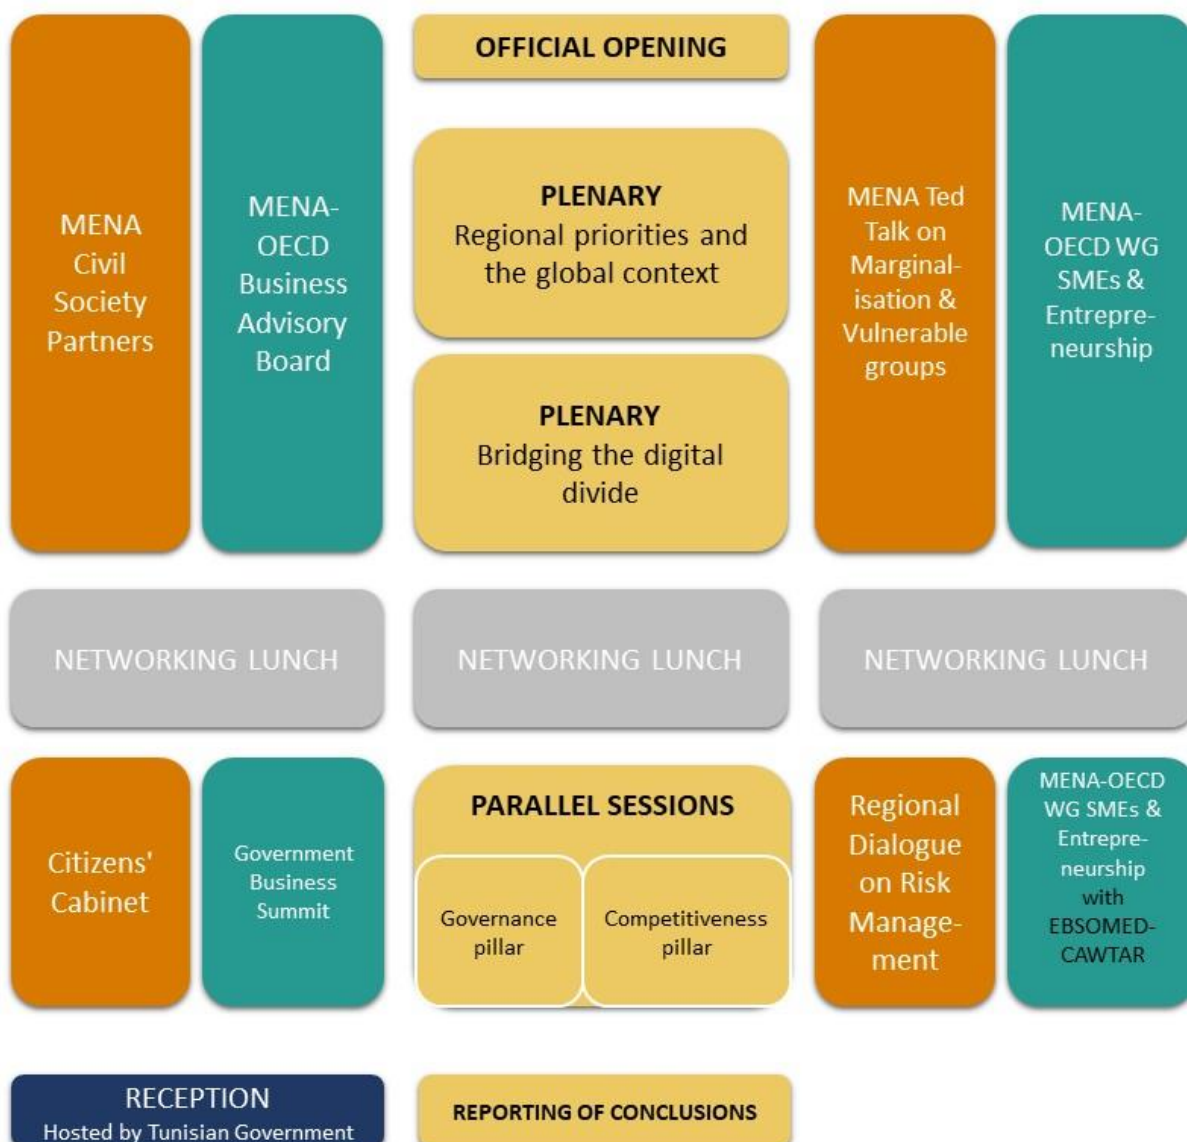 MENA
Civil
Society
Partners
MENA-
OECD
Business
Advisory
Board
OFFICIAL OPENING
PLENARY
Regional priorities and
the global context
PLENARY
Bridging the digital
divide
MENA Ted
Talk on
Marginal-
isation &
Vulnerable
groups
MENA-
OECD WG
SMEs &
Entrepre-
neurship
NETWORKING LUNCH
NETWORKING LUNCH
NETWORKING LUNCH
Citizens'
Cabinet
Government
Business
Summit
PARALLEL SESSIONS
Governance
pillar
Competitiveness
pillar
Regional
Dialogue
on Risk
Manage-
ment
MENA-OECD
WG SMEs &
Entrepre-
neurship
with
EBSOMED-
CAWTAR
RECEPTION
Hosted by Tunisian Government
REPORTING OF CONCLUSIONS